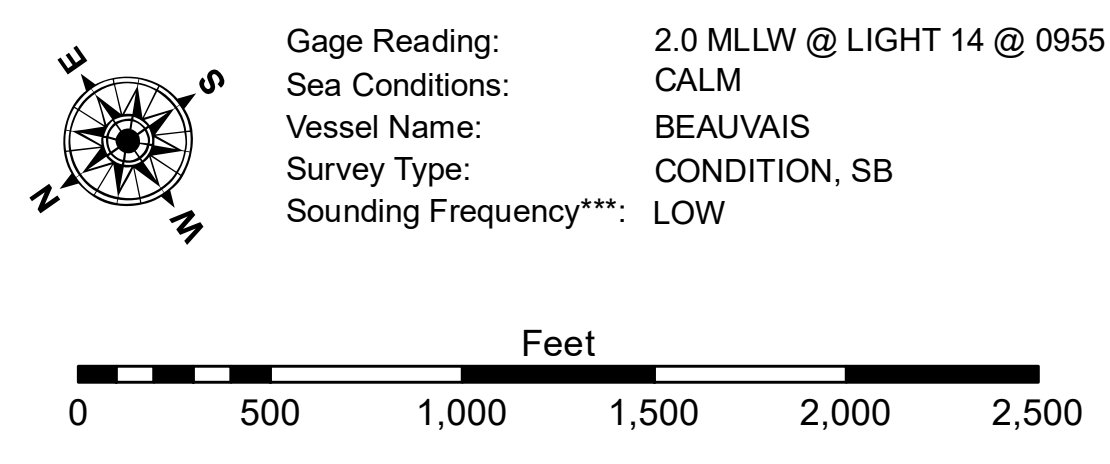 E
S
N
W
Gage Reading: 2.0 MLLW @ LIGHT 14 @ 0955
Sea Conditions: CALM
Vessel Name: BEAUVAIS
Survey Type: CONDITION, SB
Sounding Frequency***: LOW
Feet
0 500 1,000 1,500 2,000 2,500